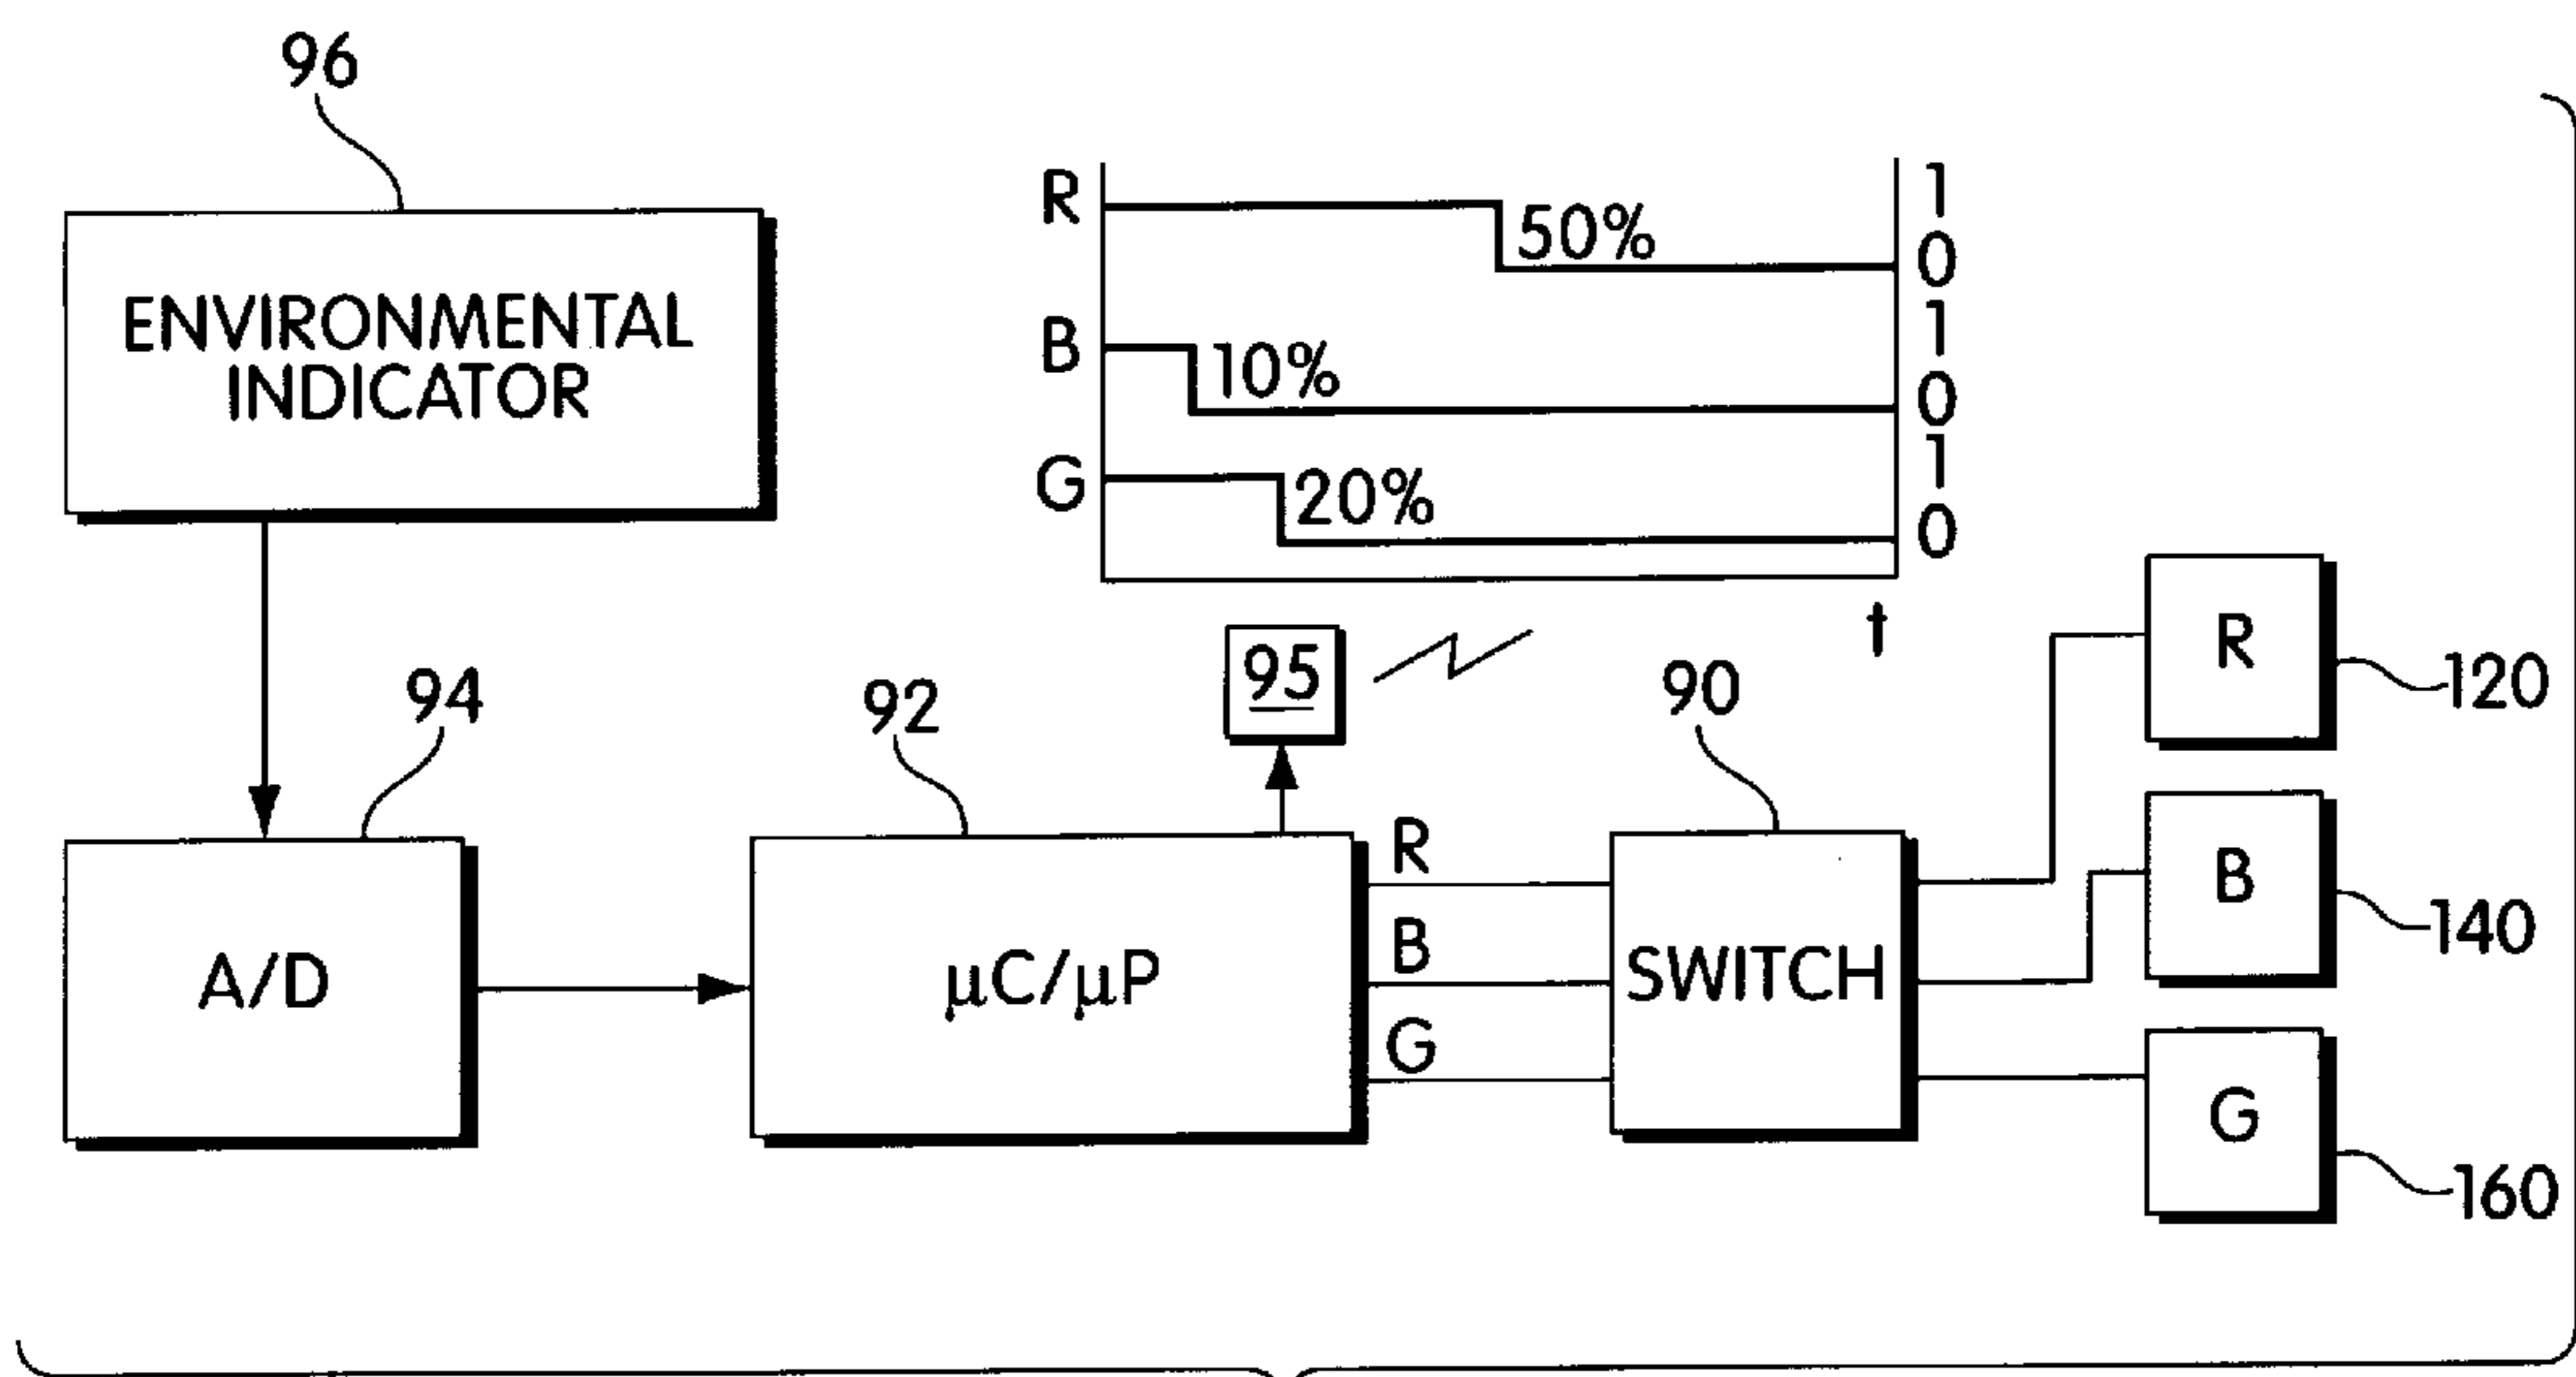 96
ENVIRONMENTAL
INDICATOR
R
50%
1
0
B
10%
1
0
G
20%
1
0
t
94
A/D
92
µC/µP
95
R
B
G
90
SWITCH
R
120
B
140
G
160